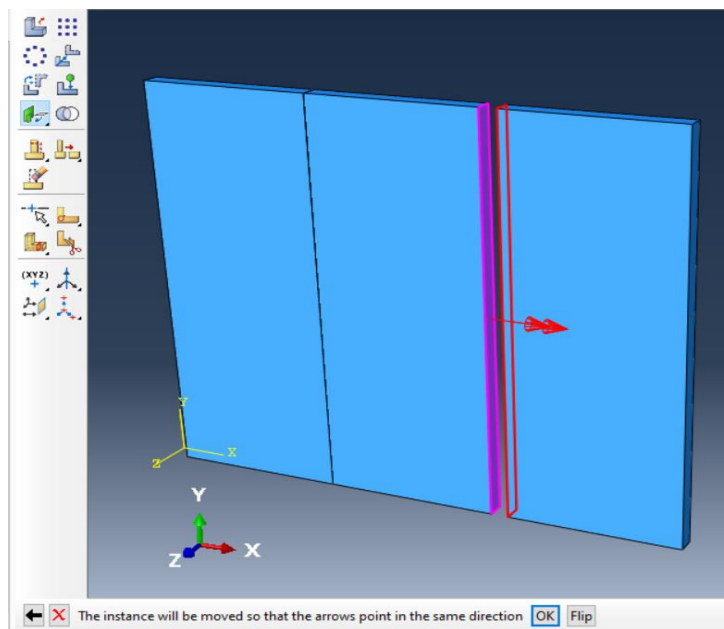 (XYZ)
Y
X
Z
Y
X
Z
The instance will be moved so that the arrows point in the same direction OK Flip